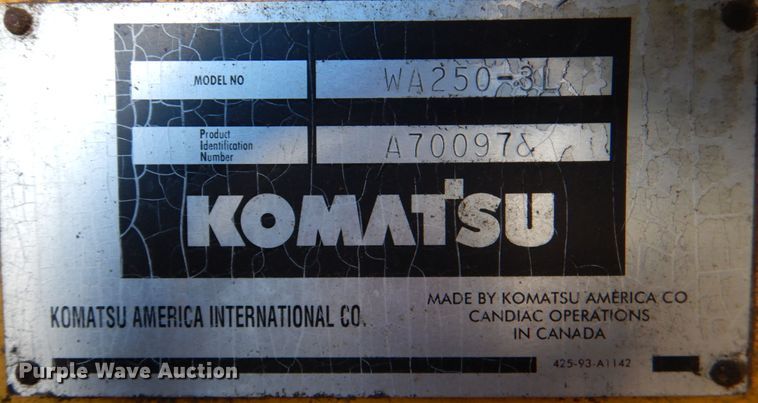 MODEL NO WA250-3L
Product
Identification
Number
A70097&
KOMATSU
KOMATSU AMERICA INTERNATIONAL CO.
MADE BY KOMATSU AMERICA CO.
CANDIAC OPERATIONS
IN CANADA
425-93-A1142
Purple Wave Auction